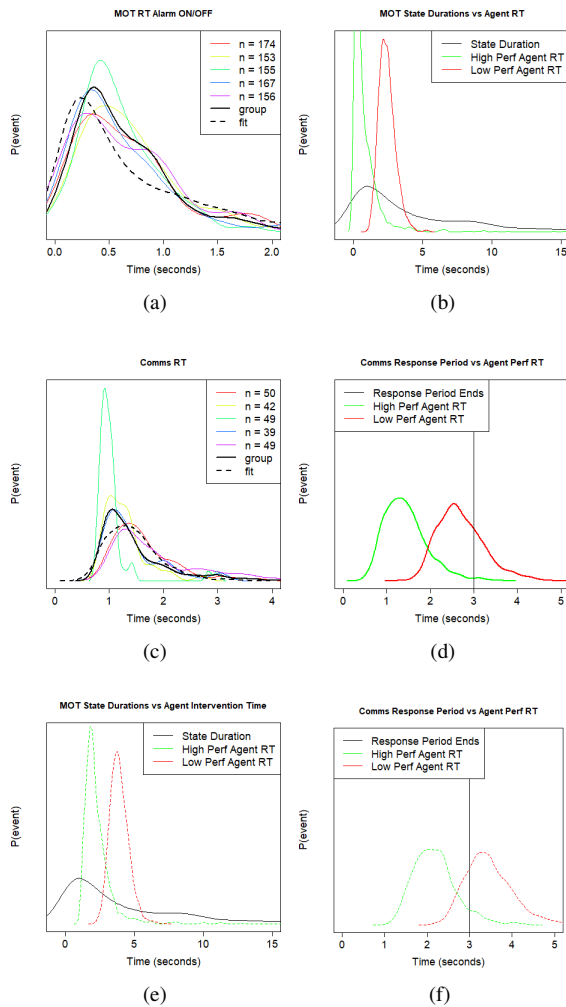 MOT RT Alarm ON/OFF
n = 174
n = 153
n = 155
n = 167
n = 156
group
fit
P(event)
0.0 0.5 1.0 1.5 2.0
Time (seconds)
(a)
MOT State Durations vs Agent RT
State Duration
High Perf Agent RT
Low Perf Agent RT
P(event)
0 5 10 15
Time (seconds)
(b)
Comms RT
n = 50
n = 42
n = 49
n = 39
n = 49
group
fit
P(event)
0 1 2 3 4
Time (seconds)
(c)
Comms Response Period vs Agent Perf RT
Response Period Ends
High Perf Agent RT
Low Perf Agent RT
P(event)
0 1 2 3 4 5
Time (seconds)
(d)
MOT State Durations vs Agent Intervention Time
State Duration
High Perf Agent RT
Low Perf Agent RT
P(event)
0 5 10 15
Time (seconds)
(e)
Comms Response Period vs Agent Perf RT
Response Period Ends
High Perf Agent RT
Low Perf Agent RT
P(event)
0 1 2 3 4 5
Time (seconds)
(f)